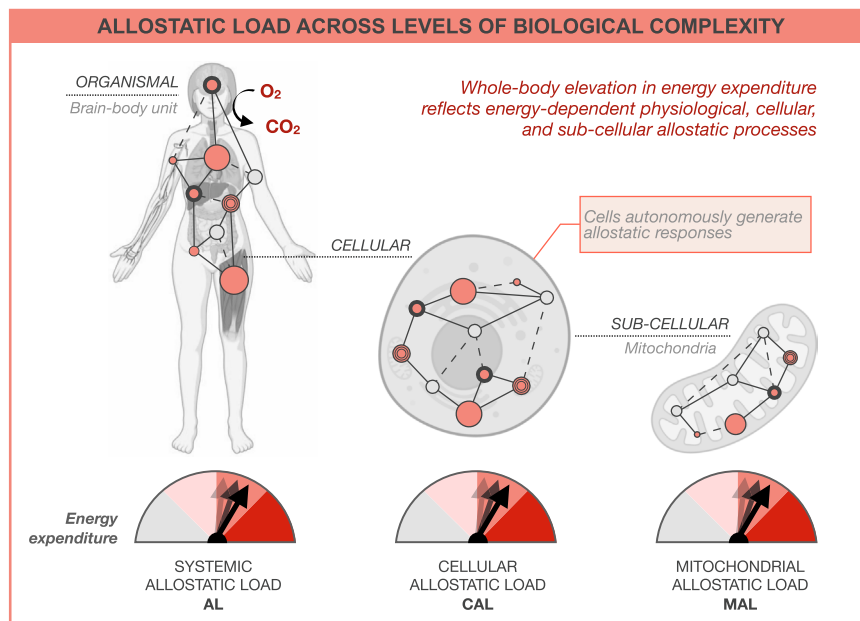 ALLOSTATIC LOAD ACROSS LEVELS OF BIOLOGICAL COMPLEXITY
ORGANISMAL
Brain-body unit
O₂
CO₂
Whole-body elevation in energy expenditure
reflects energy-dependent physiological, cellular,
and sub-cellular allostatic processes
Cells autonomously generate
allostatic responses
CELLULAR
SUB-CELLULAR
Mitochondria
Energy
expenditure
SYSTEMIC
ALLOSTATIC LOAD
AL
CELLULAR
ALLOSTATIC LOAD
CAL
MITOCHONDRIAL
ALLOSTATIC LOAD
MAL